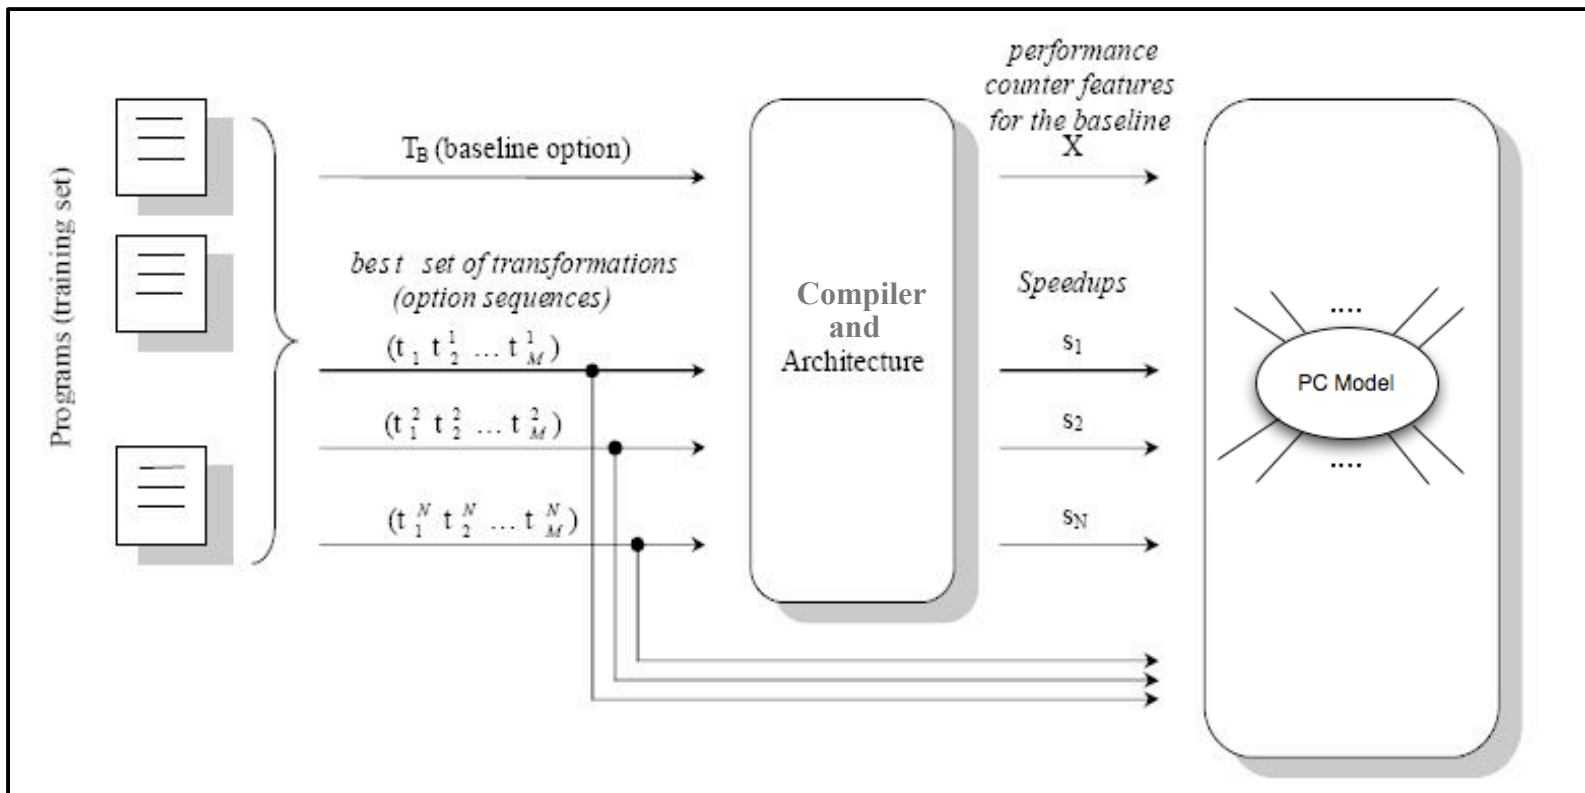 Programs (training set)
T_B (baseline option)
best set of transformations
(option sequences)
(t_1 t_2^1 ... t_M^1)
(t_1^2 t_2^2 ... t_M^2)
(t_1^N t_2^N ... t_M^N)
Compiler
and
Architecture
performance
counter features
for the baseline
X
Speedups
s_1
s_2
s_N
....
PC Model
....